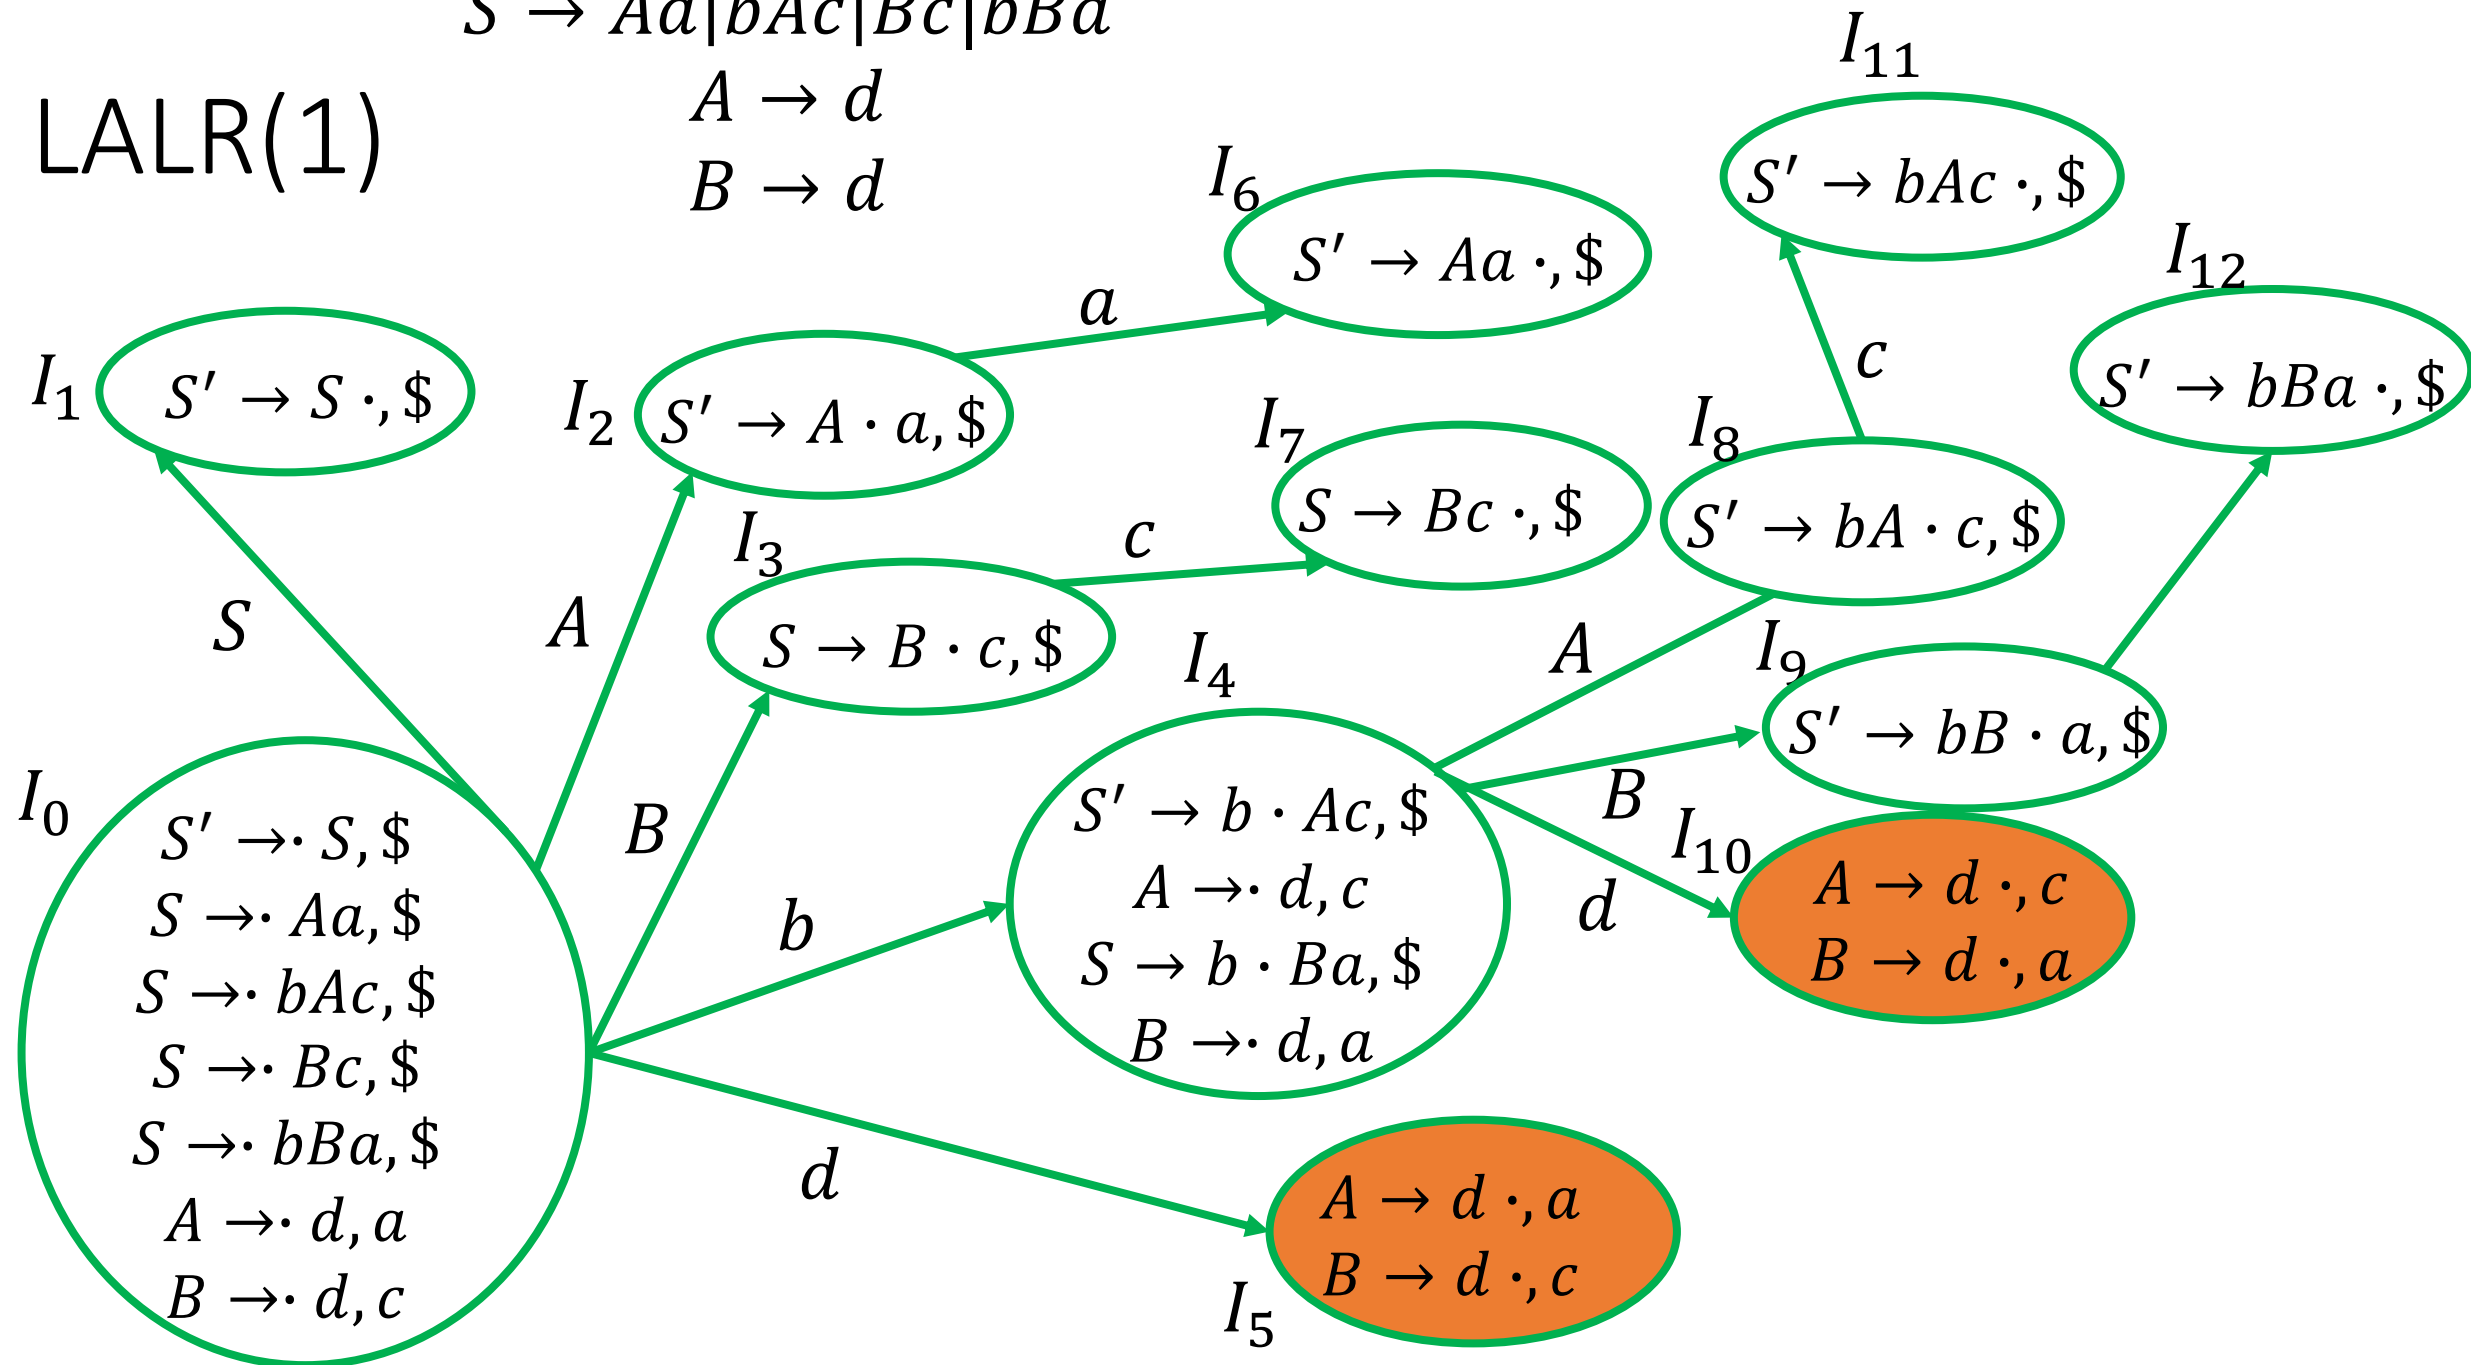 S → Aa|bAc|Bc|bBa
LALR(1)
A → d
B → d
I₁₁
S′ → bAc ·, $
I₆
S′ → Aa ·, $
I₁₂
S′ → bBa ·, $
a
c
I₁
S′ → S ·, $
I₂
S′ → A · a, $
I₇
S → Bc ·, $
I₈
S′ → bA · c, $
c
I₃
S → B · c, $
S
A
I₄
A
I₉
S′ → bB · a, $
B
B
I₀
S′ →· S, $
S →· Aa, $
S →· bAc, $
S →· Bc, $
S →· bBa, $
A →· d, a
B →· d, c
b
S′ → b · Ac, $
A →· d, c
S → b · Ba, $
B →· d, a
d
I₁₀
A → d ·, c
B → d ·, a
d
A → d ·, a
B → d ·, c
I₅